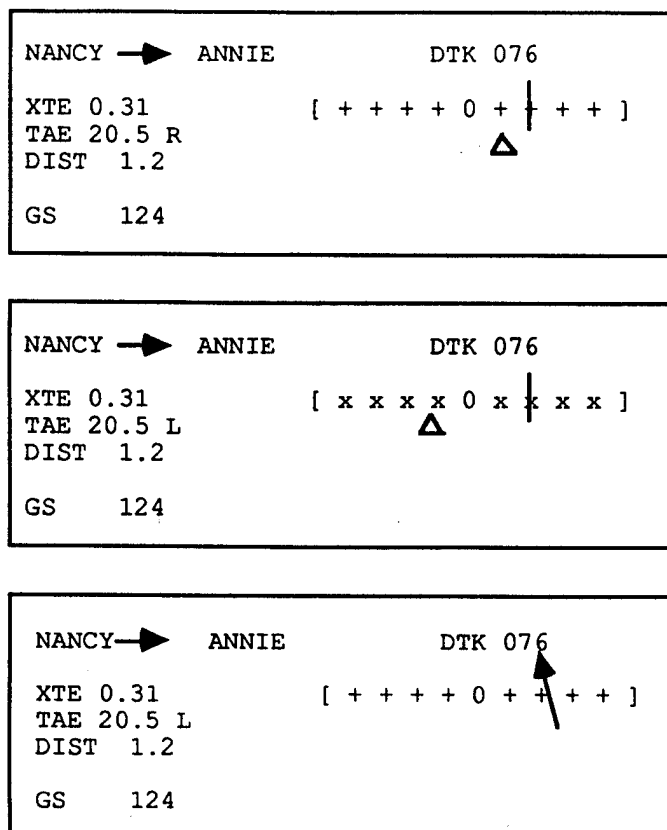 NANCY → ANNIE DTK 076
XTE 0.31 [ + + + + 0 + + + + ]
TAE 20.5 R
DIST 1.2
GS 124
NANCY → ANNIE DTK 076
XTE 0.31 [ x x x x 0 x x x x ]
TAE 20.5 L
DIST 1.2
GS 124
NANCY → ANNIE DTK 076
XTE 0.31 [ + + + + 0 + + + + ]
TAE 20.5 L
DIST 1.2
GS 124